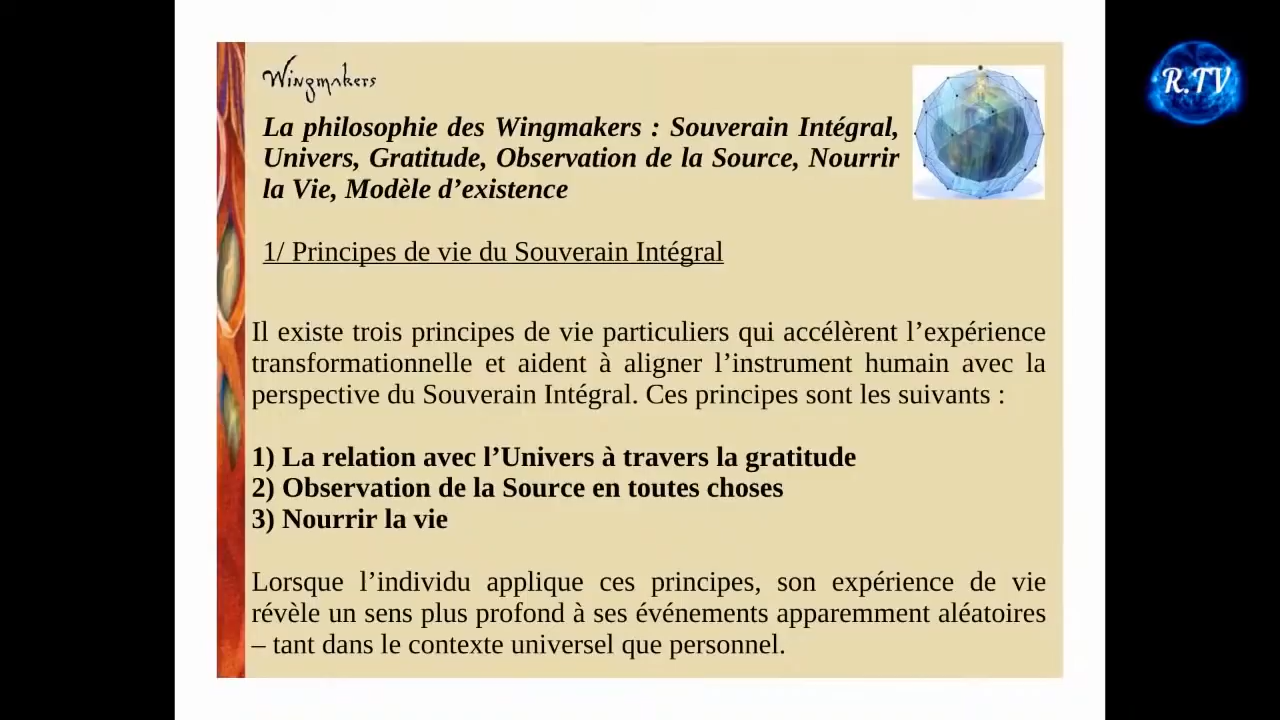 Wingmakers
R.TV
La philosophie des Wingmakers : Souverain Intégral,
Univers, Gratitude, Observation de la Source, Nourrir
la Vie, Modèle d’existence
1/ Principes de vie du Souverain Intégral
Il existe trois principes de vie particuliers qui accélèrent l’expérience
transformationnelle et aident à aligner l’instrument humain avec la
perspective du Souverain Intégral. Ces principes sont les suivants :
1) La relation avec l’Univers à travers la gratitude
2) Observation de la Source en toutes choses
3) Nourrir la vie
Lorsque l’individu applique ces principes, son expérience de vie
révèle un sens plus profond à ses événements apparemment aléatoires
– tant dans le contexte universel que personnel.